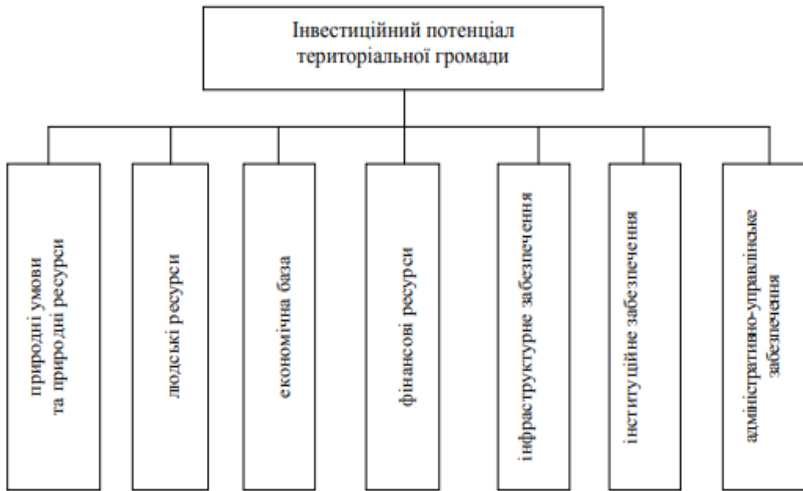 Інвестиційний потенціал
територіальної громади
природні умови
та природні ресурси
людські ресурси
економічна база
фінансові ресурси
інфраструктурне забезпечення
інституційне забезпечення
адміністративно-управлінське
забезпечення